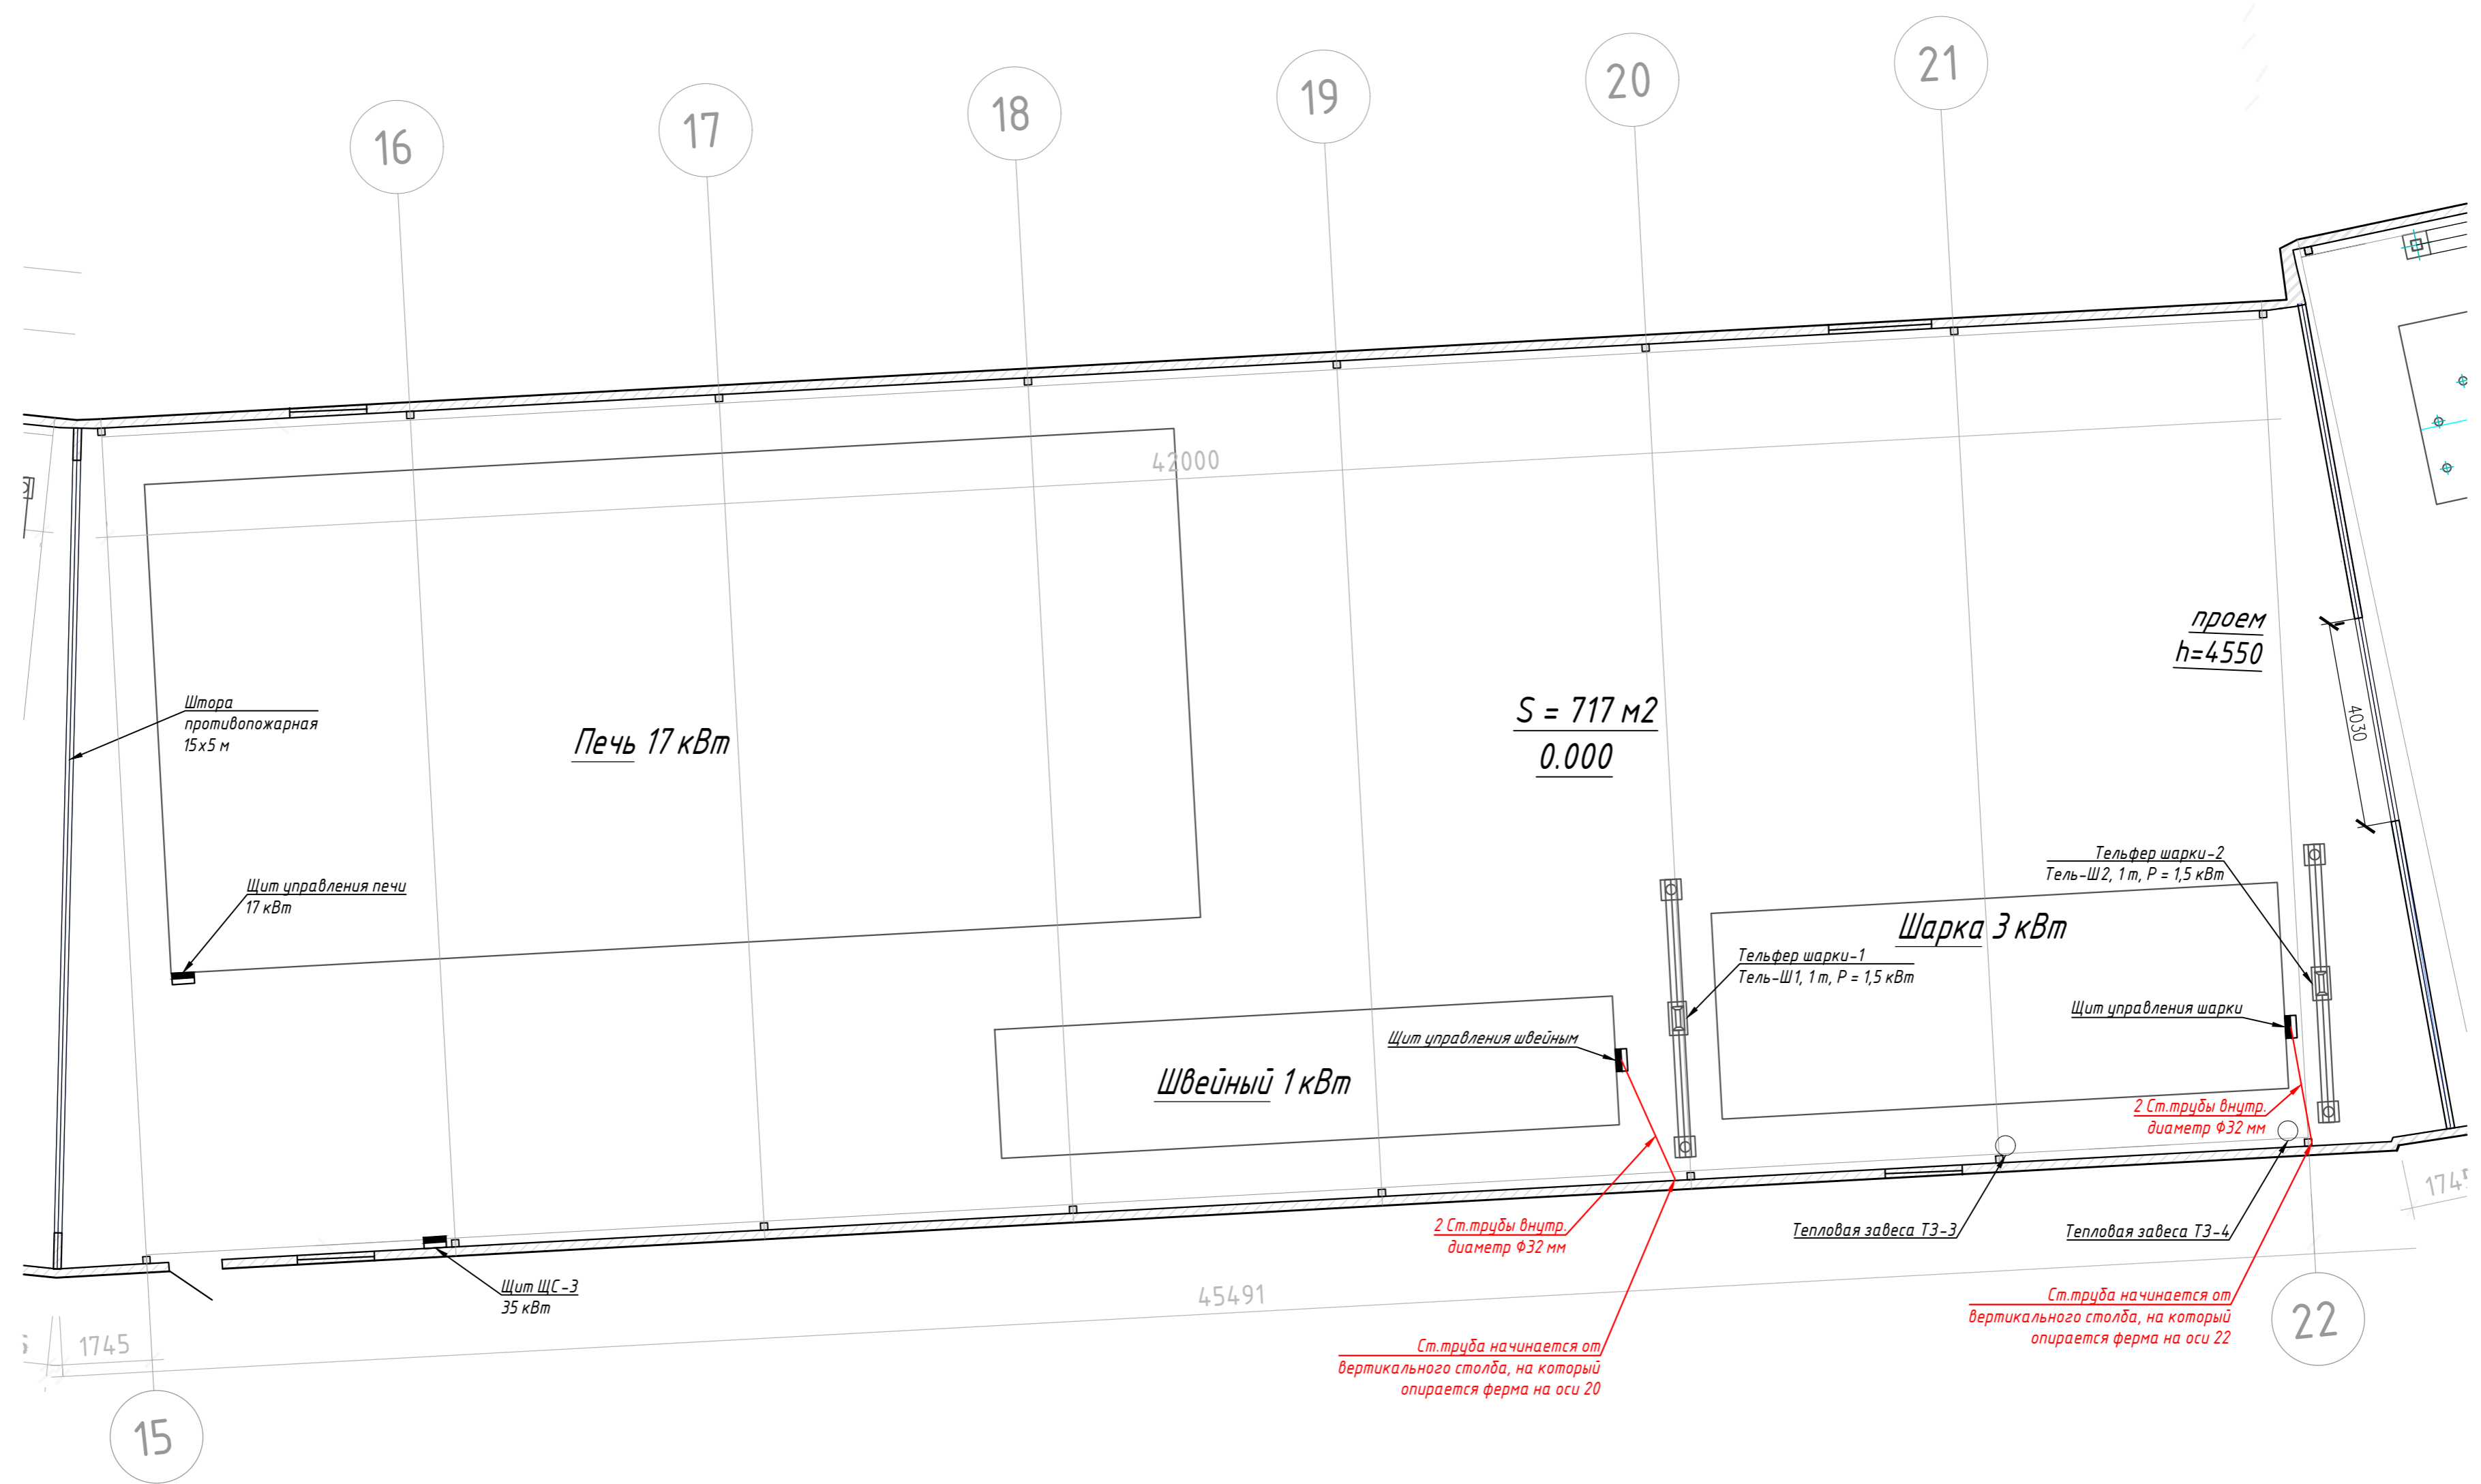 16
17
18
19
20
21
42000
проем
h=4550
4030
S = 717 м2
0.000
Штора
противопожарная
15х5 м
Печь 17 кВт
Щит управления печи
17 кВт
Тельфер шарки-2
Тель-Ш2, 1 т, P = 1,5 кВт
Шарка 3 кВт
Тельфер шарки-1
Тель-Ш1, 1 т, P = 1,5 кВт
Щит управления шарки
Щит управления швейным
Швейный 1 кВт
2 Ст.трубы внутр.
диаметр Ф32 мм
2 Ст.трубы внутр.
диаметр Ф32 мм
Тепловая завеса ТЗ-3
Тепловая завеса ТЗ-4
Щит ЩС-3
35 кВт
45491
1745
Ст.труба начинается от
вертикального столба, на который
опирается ферма на оси 20
Ст.труба начинается от
вертикального столба, на который
опирается ферма на оси 22
22
15